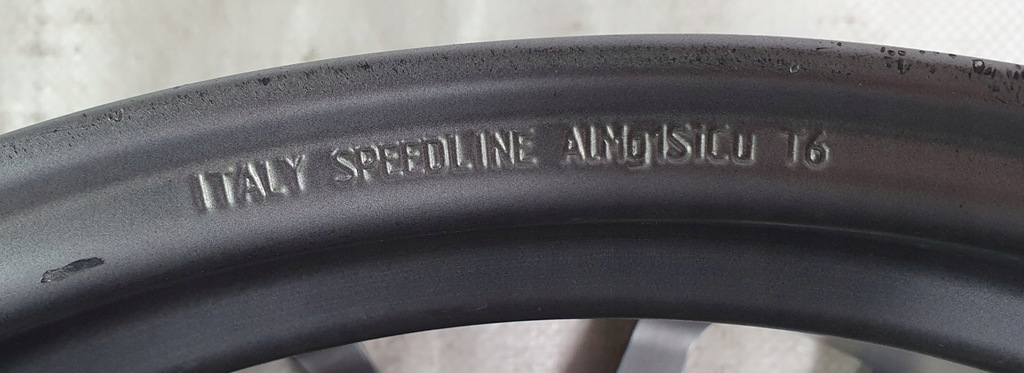 ITALY SPEEDLINE AlMg1SiCu T6